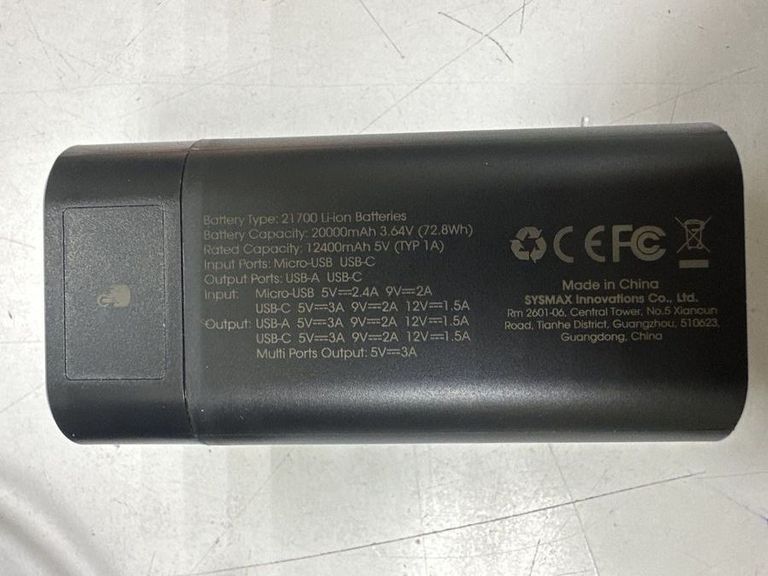 Battery Type: 21700 Li-ion Batteries
Battery Capacity: 20000mAh 3.64V (72.8Wh)
Rated Capacity: 12400mAh 5V (TYP 1A)
Input Ports: Micro-USB USB-C
Output Ports: USB-A USB-C
Input: Micro-USB 5V⎓2.4A 9V⎓2A
USB-C 5V⎓3A 9V⎓2A 12V⎓1.5A
Output: USB-A 5V⎓3A 9V⎓2A 12V⎓1.5A
USB-C 5V⎓3A 9V⎓2A 12V⎓1.5A
Multi Ports Output: 5V⎓3A
CE FC
Made in China
SYSMAX Innovations Co., Ltd.
Rm 2601-06, Central Tower, No.5 Xiancun
Road, Tianhe District, Guangzhou, 510623,
Guangdong, China